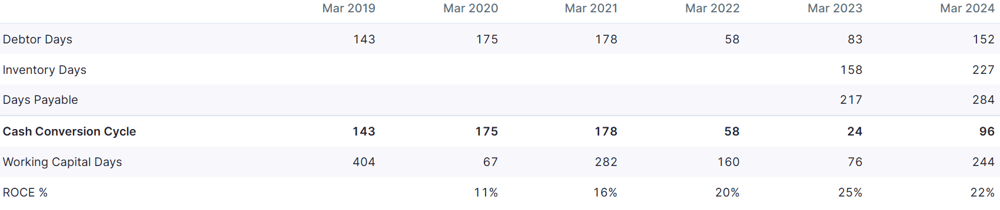 Mar 2019 Mar 2020 Mar 2021 Mar 2022 Mar 2023 Mar 2024
Debtor Days 143 175 178 58 83 152
Inventory Days 158 227
Days Payable 217 284
Cash Conversion Cycle 143 175 178 58 24 96
Working Capital Days 404 67 282 160 76 244
ROCE % 11% 16% 20% 25% 22%